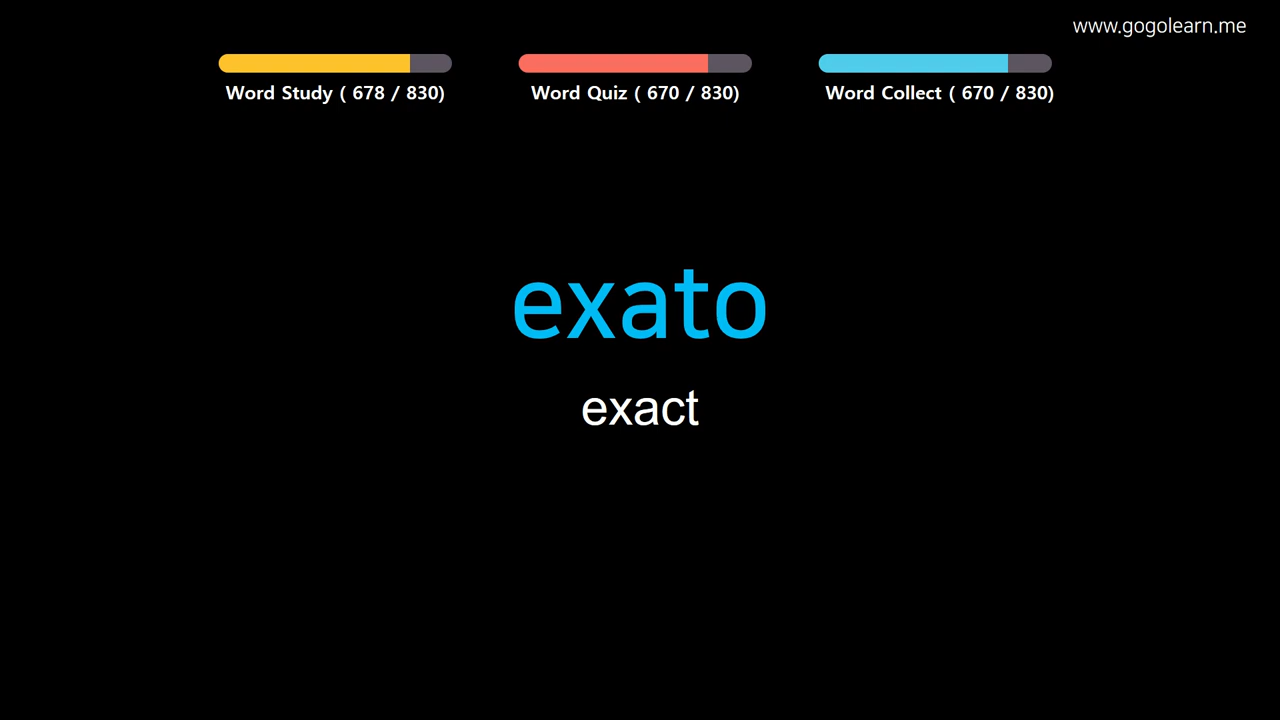 www.gogolearn.me
Word Study ( 678 / 830)
Word Quiz ( 670 / 830)
Word Collect ( 670 / 830)
exato
exact